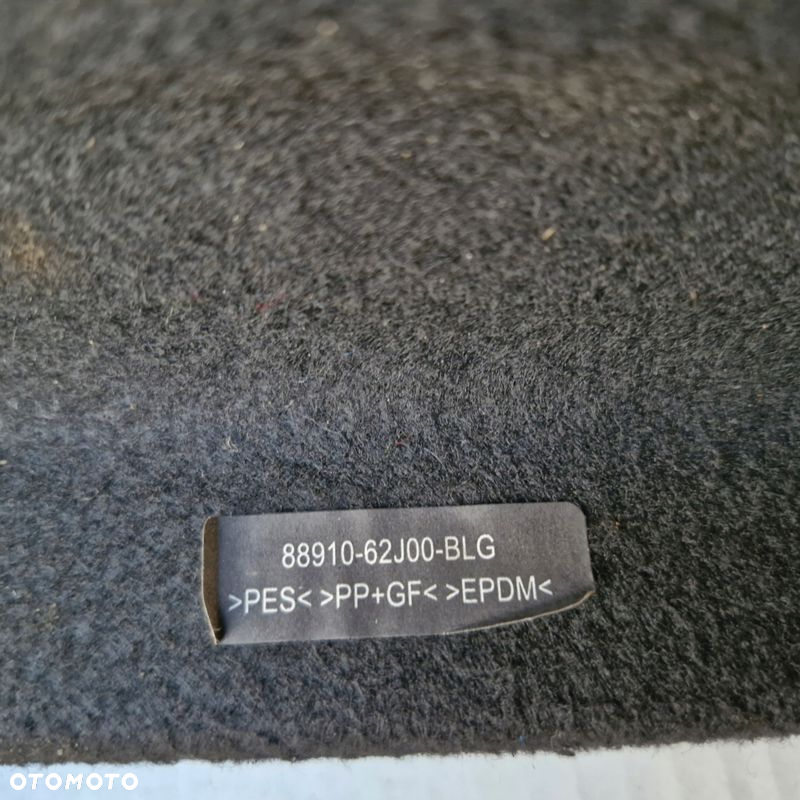 88910-62J00-BLG
>PES< >PP+GF< >EPDM<
OTOMOTO